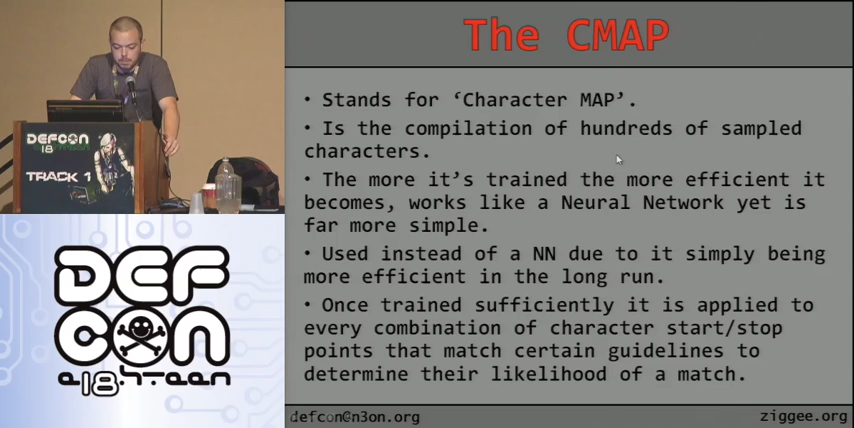 DEFCON
18
TRACK 1
DEF
CON
e18hteen
The CMAP
• Stands for ‘Character MAP’.
• Is the compilation of hundreds of sampled
characters.
• The more it’s trained the more efficient it
becomes, works like a Neural Network yet is
far more simple.
• Used instead of a NN due to it simply being
more efficient in the long run.
• Once trained sufficiently it is applied to
every combination of character start/stop
points that match certain guidelines to
determine their likelihood of a match.
defcon@n3on.org
ziggee.org